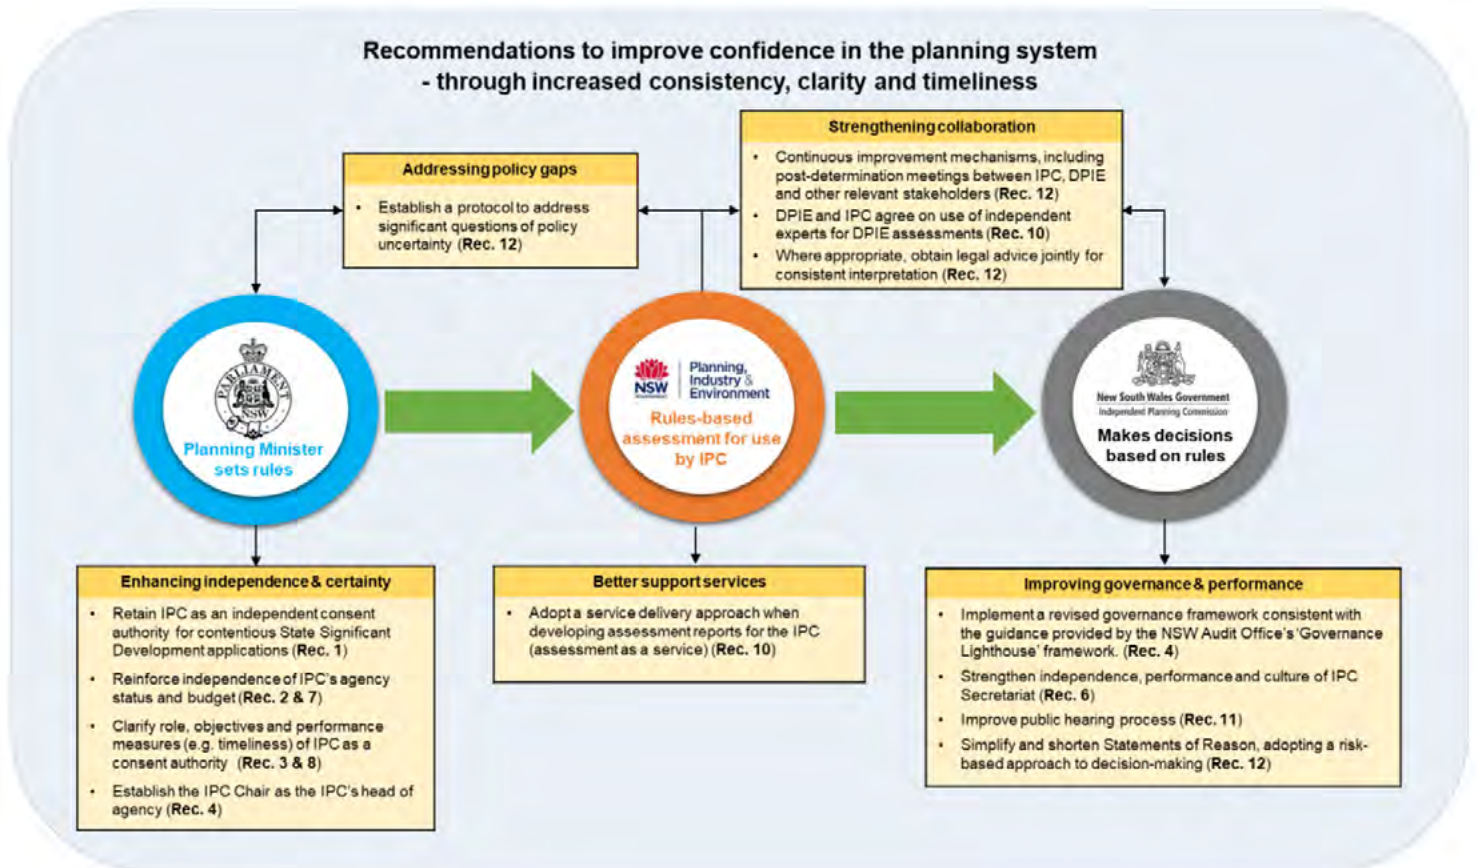 Recommendations to improve confidence in the planning system
- through increased consistency, clarity and timeliness
Addressing policy gaps
• Establish a protocol to address
significant questions of policy
uncertainty (Rec. 12)
Strengthening collaboration
• Continuous improvement mechanisms, including
post-determination meetings between IPC, DPIE
and other relevant stakeholders (Rec. 12)
• DPIE and IPC agree on use of independent
experts for DPIE assessments (Rec. 10)
• Where appropriate, obtain legal advice jointly for
consistent interpretation (Rec. 12)
PARLIAMENT
NSW
Planning Minister
sets rules
NSW
Planning,
Industry &
Environment
Rules-based
assessment for use
by IPC
New South Wales Government
Independent Planning Commission
Makes decisions
based on rules
Enhancing independence & certainty
• Retain IPC as an independent consent
authority for contentious State Significant
Development applications (Rec. 1)
• Reinforce independence of IPC's agency
status and budget (Rec. 2 & 7)
• Clarify role, objectives and performance
measures (e.g. timeliness) of IPC as a
consent authority (Rec. 3 & 8)
• Establish the IPC Chair as the IPC's head of
agency (Rec. 4)
Better support services
• Adopt a service delivery approach when
developing assessment reports for the IPC
(assessment as a service) (Rec. 10)
Improving governance & performance
• Implement a revised governance framework consistent with
the guidance provided by the NSW Audit Office's 'Governance
Lighthouse' framework. (Rec. 4)
• Strengthen independence, performance and culture of IPC
Secretariat (Rec. 6)
• Improve public hearing process (Rec. 11)
• Simplify and shorten Statements of Reason, adopting a risk-
based approach to decision-making (Rec. 12)